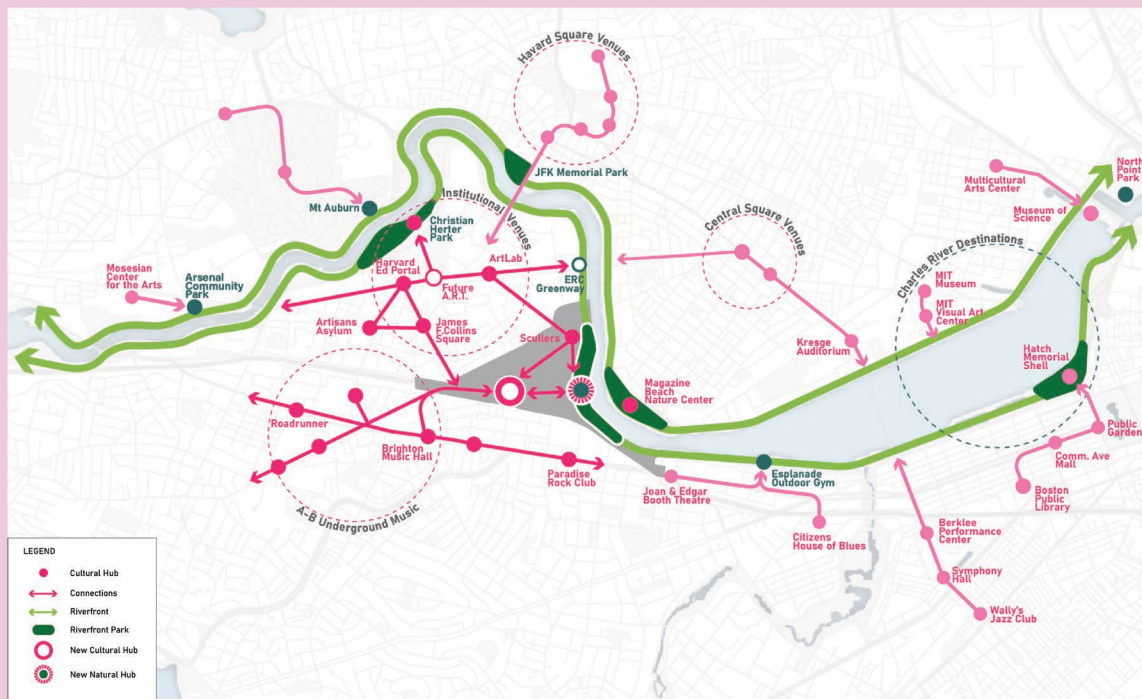 Havard Square Venues
JFK Memorial Park
Mt Auburn
Institutional Venues
Christian
Herter
Park
Harvard
Ed Portal
Future
A.R.T.
ArtLab
ERC
Greenway
Central Square Venues
Multicultural
Arts Center
North
Point
Park
Museum of
Science
Charles River Destinations
Mosesian
Center
for the Arts
Arsenal
Community
Park
Artisans
Asylum
James
F.Collins
Square
Scullers
MIT
Museum
MIT
Visual Art
Center
Kresge
Auditorium
Hatch
Memorial
Shell
Magazine
Beach
Nature Center
Roadrunner
Brighton
Music Hall
Paradise
Rock Club
A-B Underground Music
Joan & Edgar
Booth Theatre
Esplanade
Outdoor Gym
Citizens
House of Blues
Public
Garden
Comm. Ave
Mall
Boston
Public
Library
Berklee
Performance
Center
Symphony
Hall
Wally's
Jazz Club
LEGEND
Cultural Hub
Connections
Riverfront
Riverfront Park
New Cultural Hub
New Natural Hub